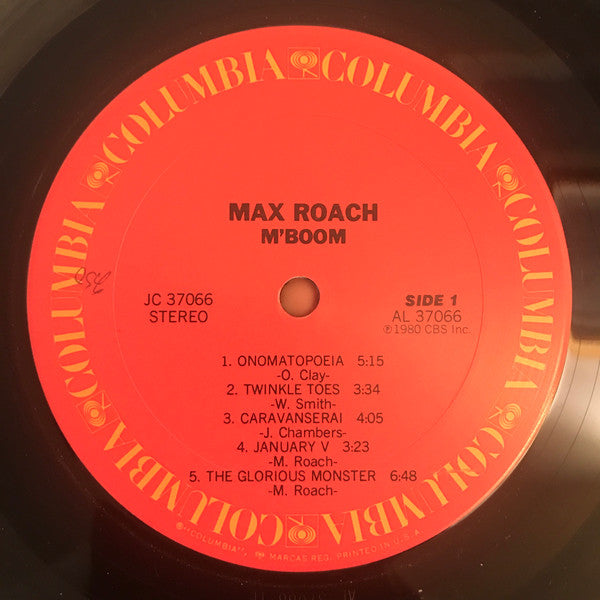 COLUMBIA COLUMBIA COLUMBIA COLUMBIA COLUMBIA COLUMBIA
MAX ROACH
M'BOOM
JC 37066
STEREO
SIDE 1
AL 37066
℗1980 CBS Inc.
1. ONOMATOPOEIA 5:15
-O. Clay-
2. TWINKLE TOES 3:34
-W. Smith-
3. CARAVANSERAI 4:05
-J. Chambers-
4. JANUARY V 3:23
-M. Roach-
5. THE GLORIOUS MONSTER 6:48
-M. Roach-
"COLUMBIA", MARCAS REG. PRINTED IN U.S.A.